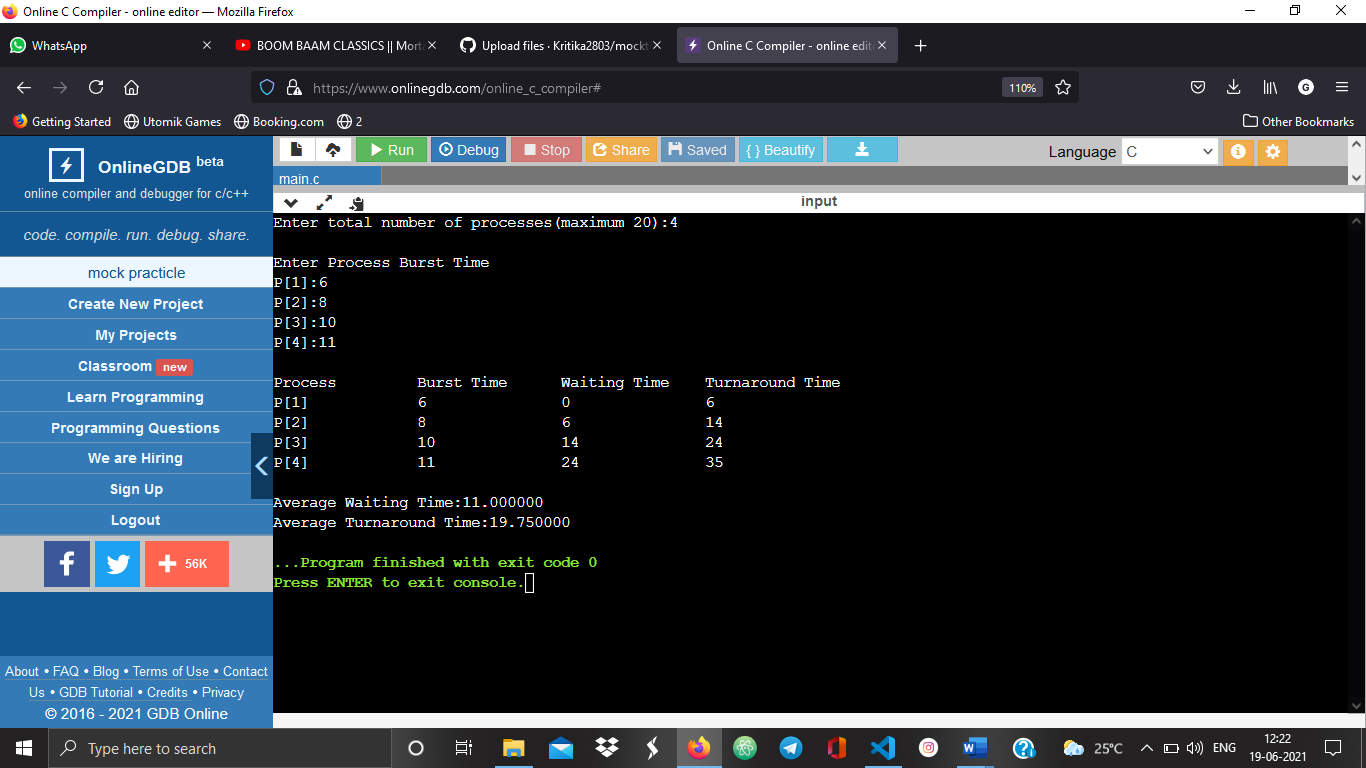 Online C Compiler - online editor — Mozilla Firefox
WhatsApp
BOOM BAAM CLASSICS || Mort
Upload files · Kritika2803/mockt
Online C Compiler - online edit
https://www.onlinegdb.com/online_c_compiler#
110%
G
Getting Started
Utomik Games
Booking.com
2
Other Bookmarks
OnlineGDB beta
online compiler and debugger for c/c++
code. compile. run. debug. share.
mock practicle
Create New Project
My Projects
Classroom new
Learn Programming
Programming Questions
We are Hiring
Sign Up
Logout
f
56K
About • FAQ • Blog • Terms of Use • Contact
Us • GDB Tutorial • Credits • Privacy
© 2016 - 2021 GDB Online
Run
Debug
Stop
Share
Saved
{ } Beautify
Language C
main.c
input
Enter total number of processes(maximum 20):4
Enter Process Burst Time
P[1]:6
P[2]:8
P[3]:10
P[4]:11
Process Burst Time Waiting Time Turnaround Time
P[1] 6 0 6
P[2] 8 6 14
P[3] 10 14 24
P[4] 11 24 35
Average Waiting Time:11.000000
Average Turnaround Time:19.750000
...Program finished with exit code 0
Press ENTER to exit console.
Type here to search
25°C
ENG
12:22
19-06-2021